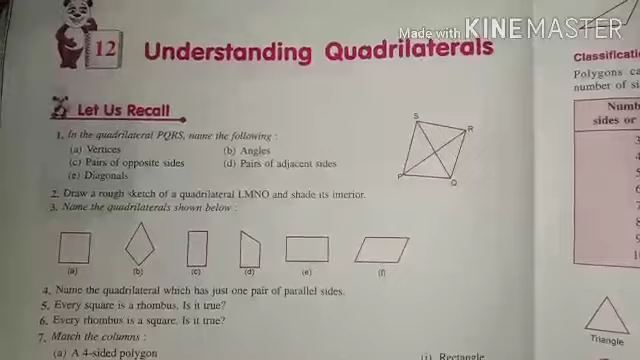 Made with KINEMASTER
12 Understanding Quadrilaterals
Let Us Recall
1. In the quadrilateral PQRS, name the following :
(a) Vertices (b) Angles
(c) Pairs of opposite sides (d) Pairs of adjacent sides
(e) Diagonals
S
R
P
Q
2. Draw a rough sketch of a quadrilateral LMNO and shade its interior.
3. Name the quadrilaterals shown below :
(a) (b) (c) (d) (e) (f)
4. Name the quadrilateral which has just one pair of parallel sides.
5. Every square is a rhombus. Is it true?
6. Every rhombus is a square. Is it true?
7. Match the columns :
(a) A 4-sided polygon (i) Rectangle
Polygons
number of
sides or
Triangle